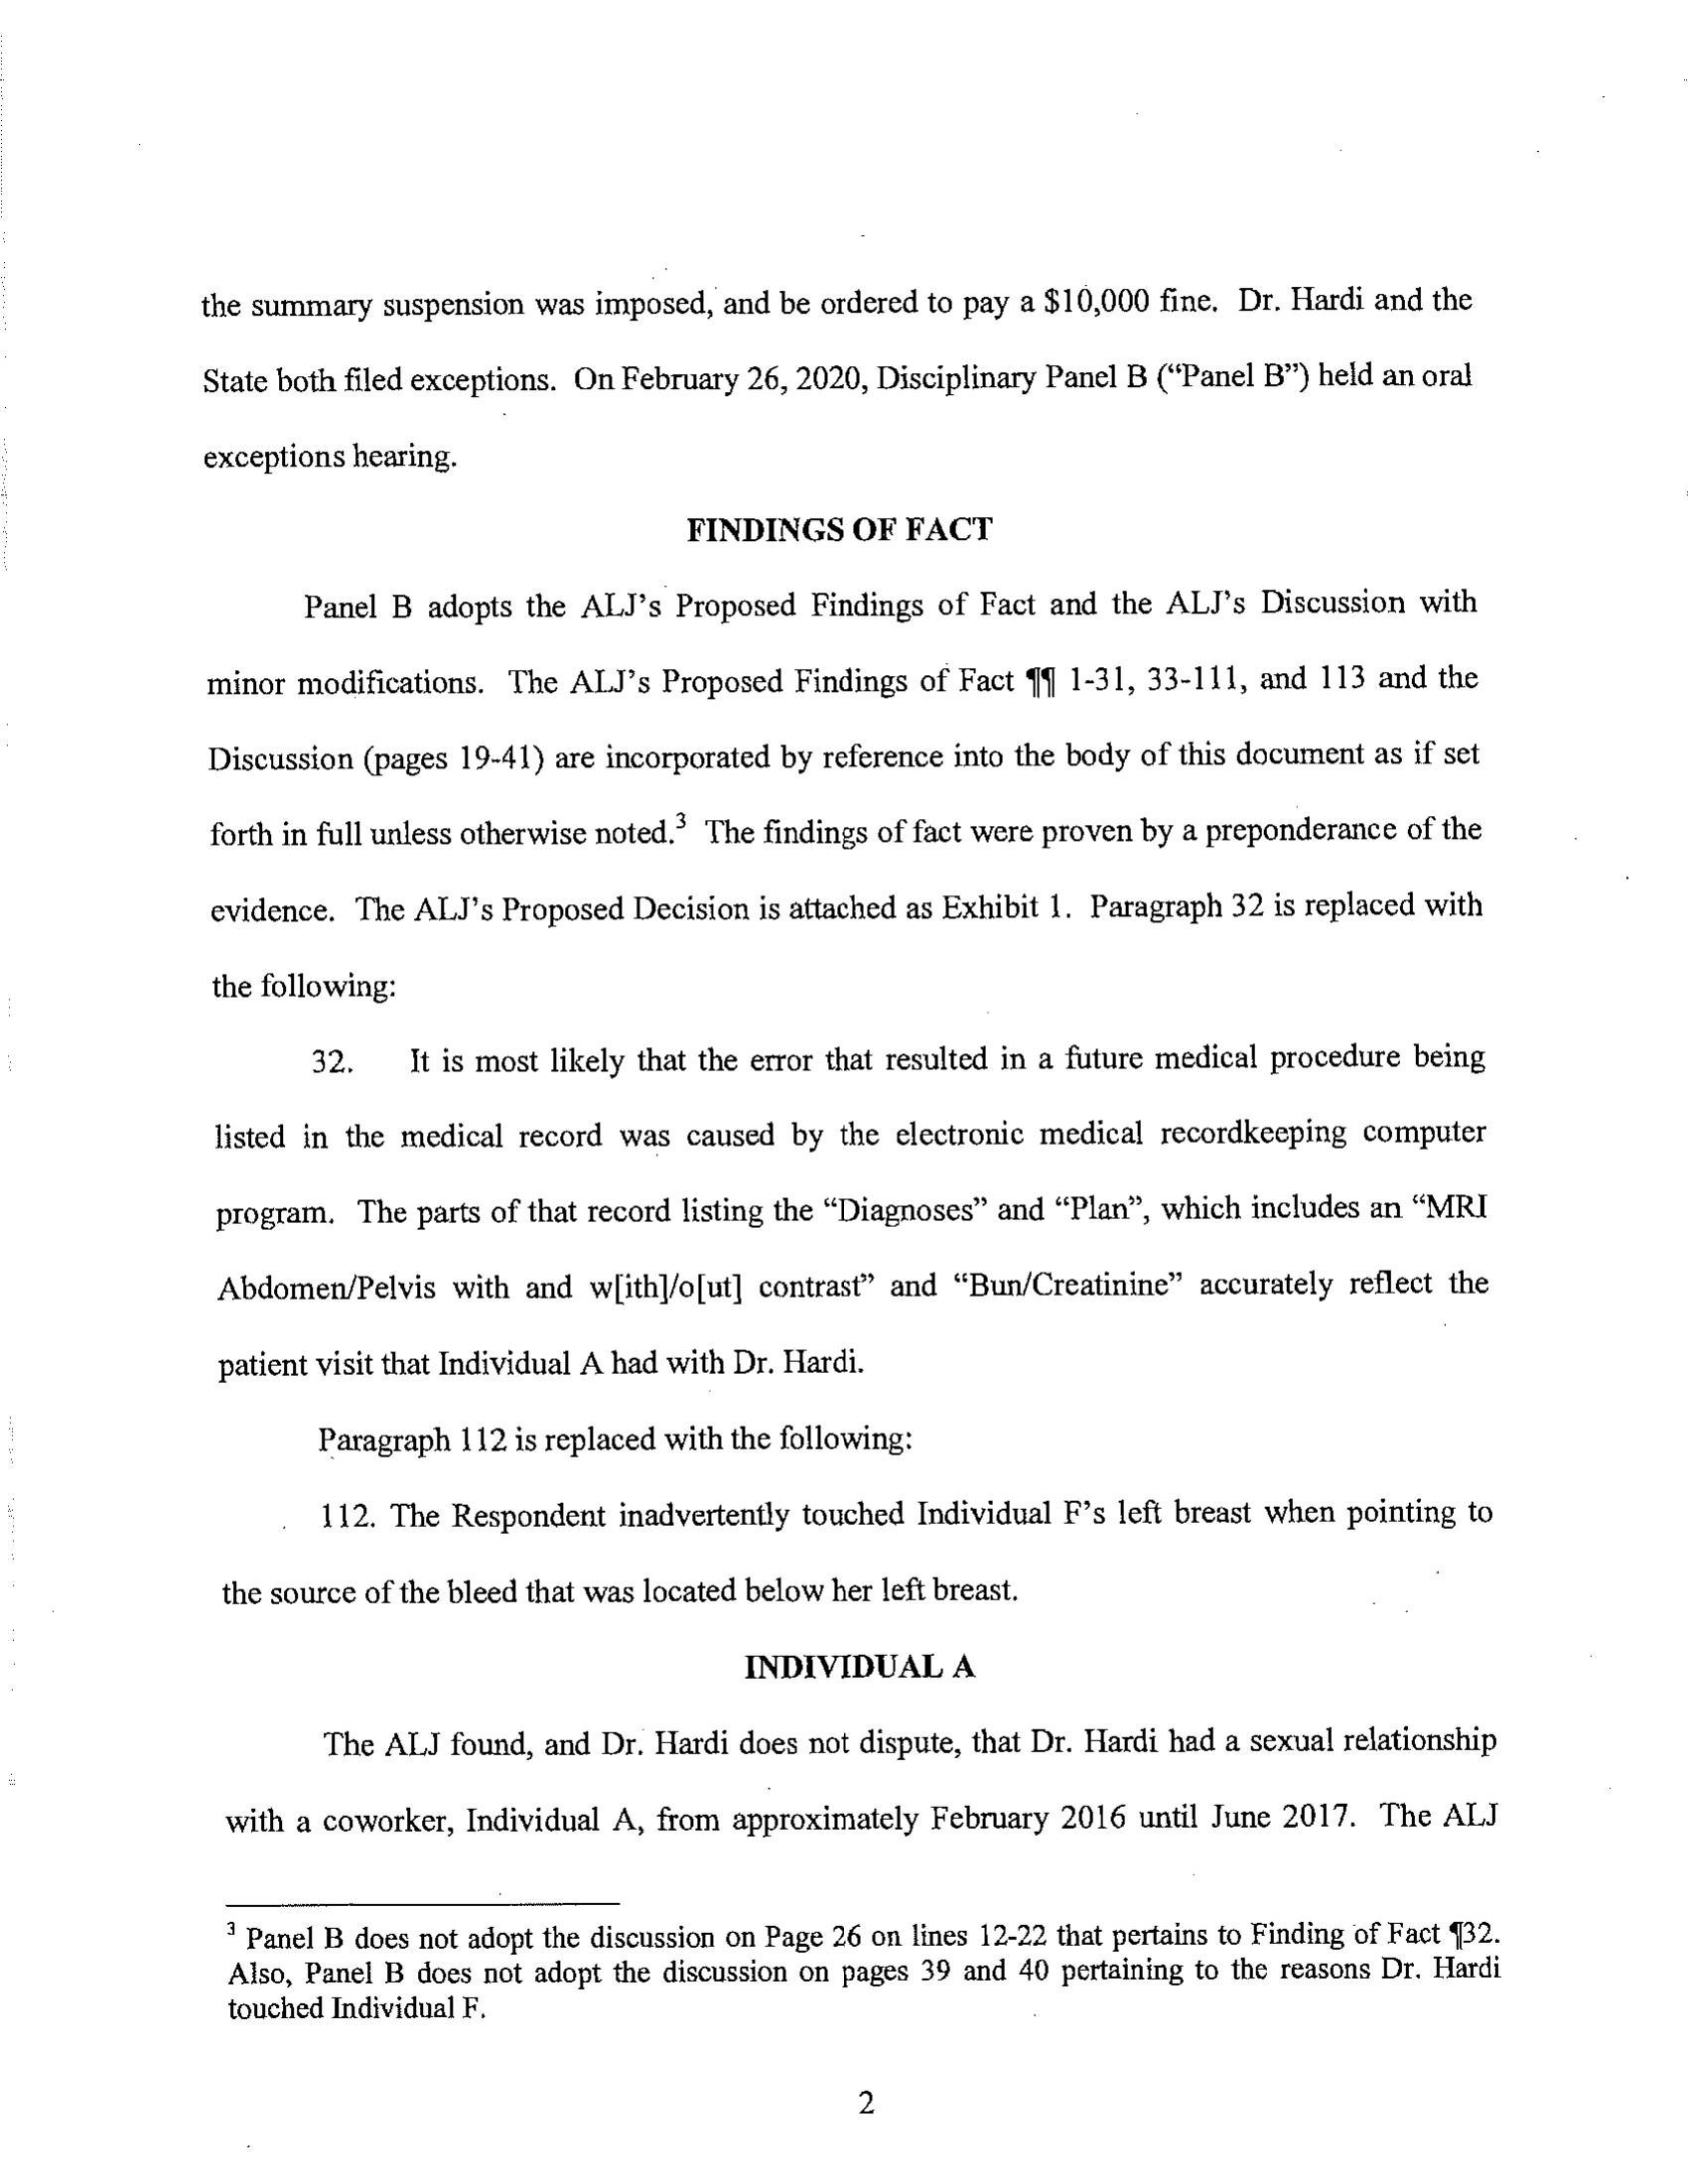 the summary suspension was imposed, and be ordered to pay a $10,000 fine. Dr. Hardi and the
State both filed exceptions. On February 26, 2020, Disciplinary Panel B (“Panel B”) held an oral
exceptions hearing.
FINDINGS OF FACT
Panel B adopts the ALJ’s Proposed Findings of Fact and the ALJ’s Discussion with
minor modifications. The ALJ’s Proposed Findings of Fact ¶¶ 1-31, 33-111, and 113 and the
Discussion (pages 19-41) are incorporated by reference into the body of this document as if set
forth in full unless otherwise noted.³ The findings of fact were proven by a preponderance of the
evidence. The ALJ’s Proposed Decision is attached as Exhibit 1. Paragraph 32 is replaced with
the following:
32. It is most likely that the error that resulted in a future medical procedure being
listed in the medical record was caused by the electronic medical recordkeeping computer
program. The parts of that record listing the “Diagnoses” and “Plan”, which includes an “MRI
Abdomen/Pelvis with and w[ith]/o[ut] contrast” and “Bun/Creatinine” accurately reflect the
patient visit that Individual A had with Dr. Hardi.
Paragraph 112 is replaced with the following:
112. The Respondent inadvertently touched Individual F’s left breast when pointing to
the source of the bleed that was located below her left breast.
INDIVIDUAL A
The ALJ found, and Dr. Hardi does not dispute, that Dr. Hardi had a sexual relationship
with a coworker, Individual A, from approximately February 2016 until June 2017. The ALJ
³ Panel B does not adopt the discussion on Page 26 on lines 12-22 that pertains to Finding of Fact ¶32.
Also, Panel B does not adopt the discussion on pages 39 and 40 pertaining to the reasons Dr. Hardi
touched Individual F.
2